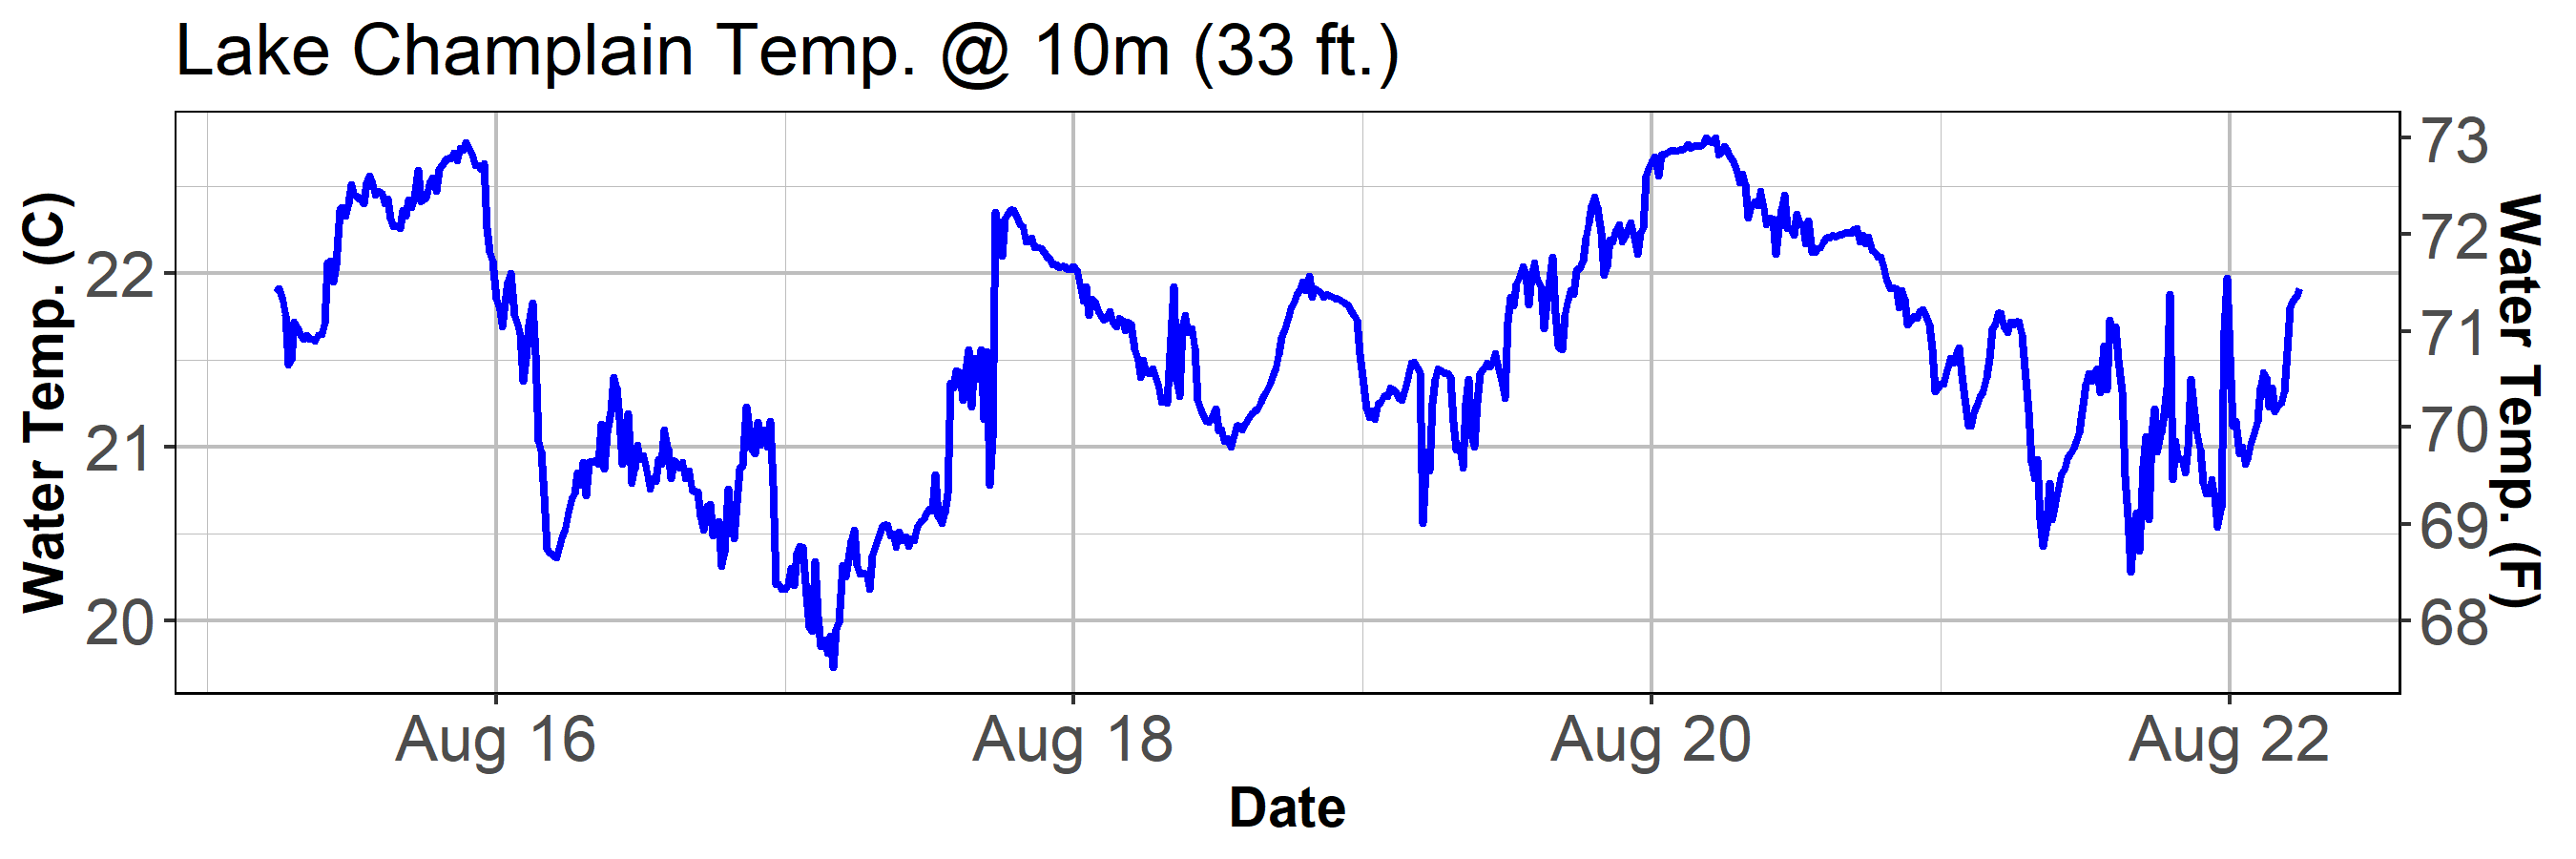 Lake Champlain Temp. @ 10m (33 ft.)
Water Temp. (C)
22
21
20
73
72
71
70
69
68
Water Temp. (F)
Aug 16
Aug 18
Aug 20
Aug 22
Date